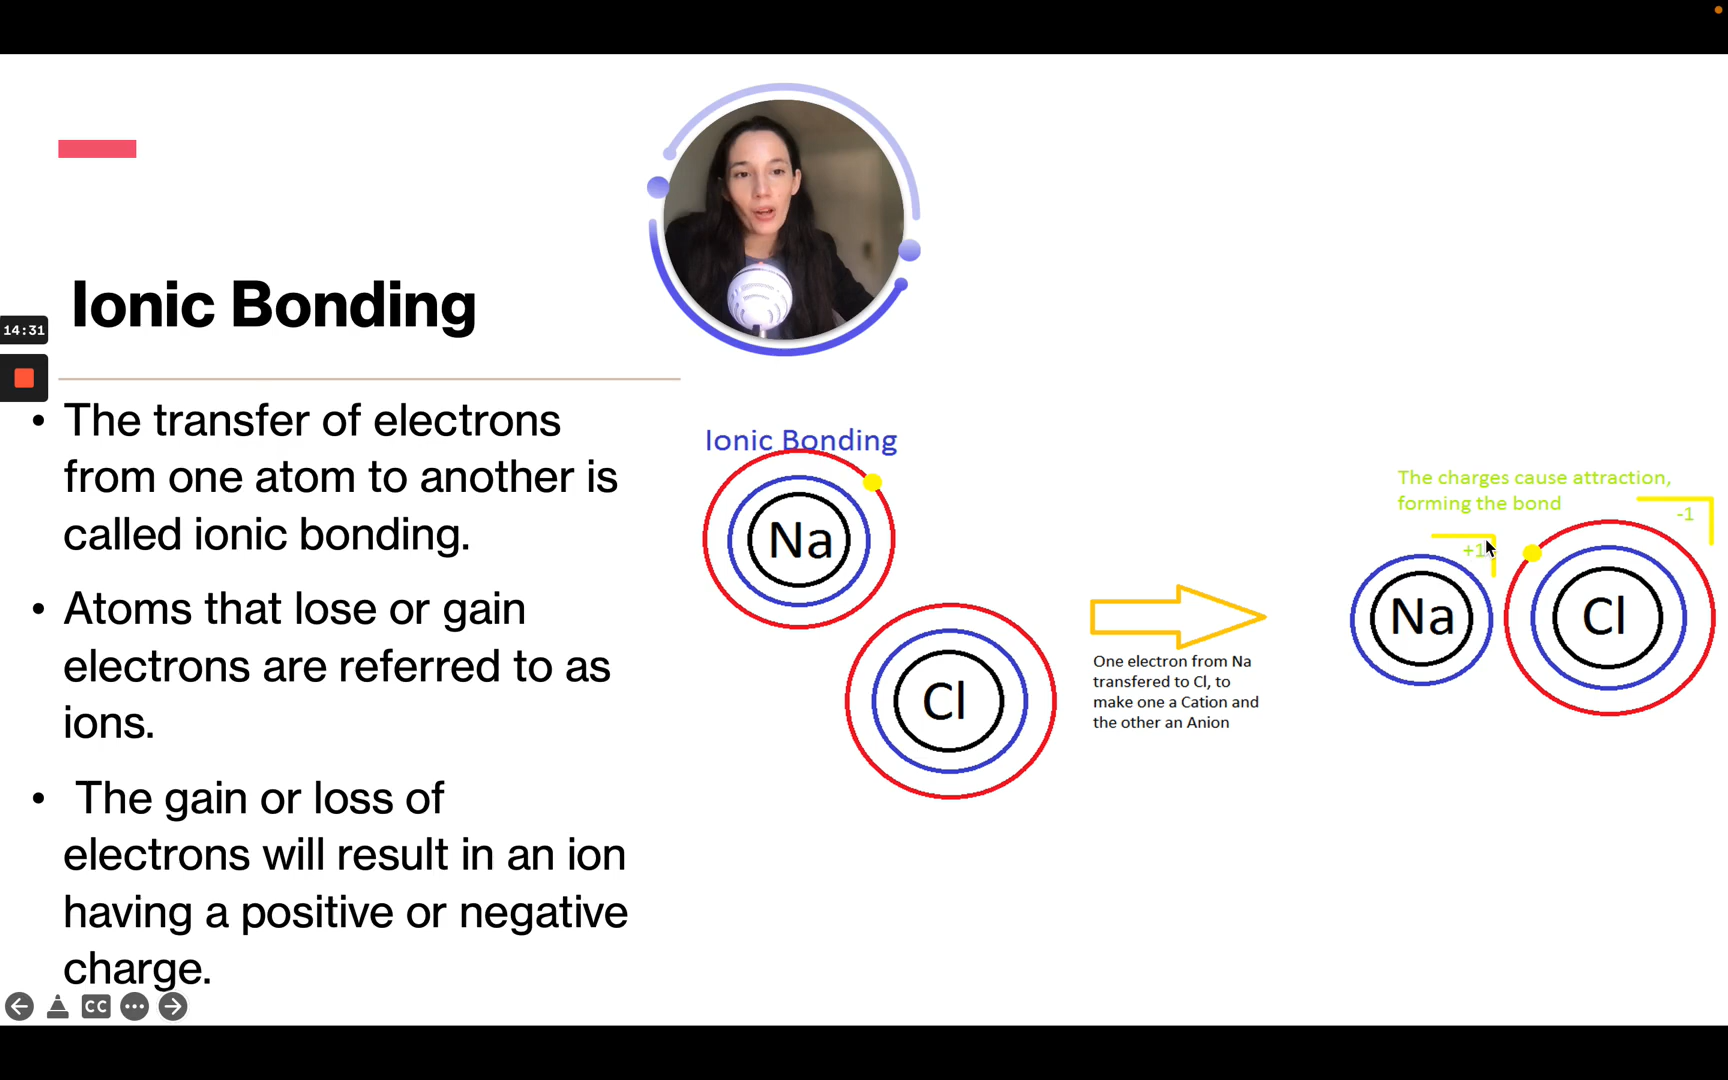 Ionic Bonding
14:31
• The transfer of electrons
from one atom to another is
called ionic bonding.
• Atoms that lose or gain
electrons are referred to as
ions.
• The gain or loss of
electrons will result in an ion
having a positive or negative
charge.
CC
Ionic Bonding
Na
Cl
One electron from Na
transfered to Cl, to
make one a Cation and
the other an Anion
The charges cause attraction,
forming the bond
-1
+1
Na
Cl